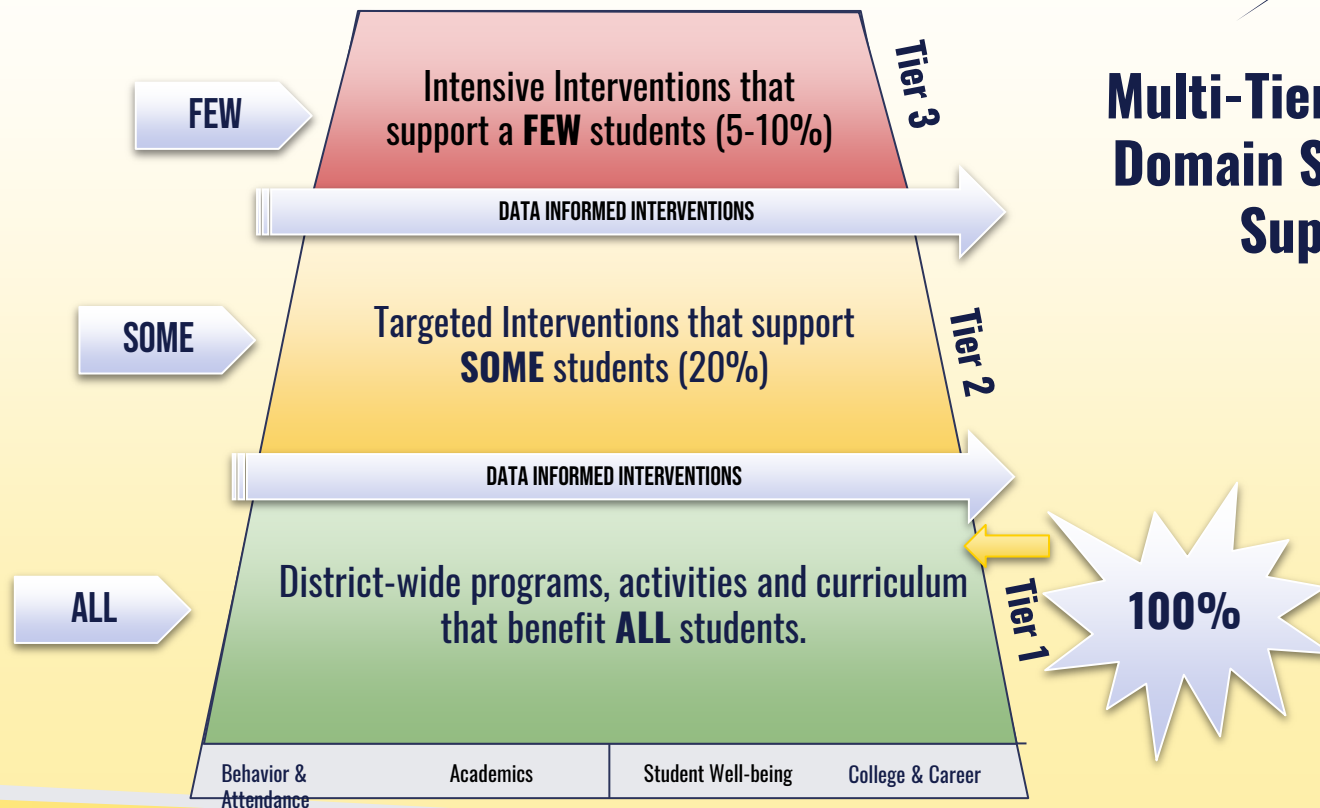 FEW
Intensive Interventions that
support a FEW students (5-10%)
Tier 3
Multi-Tier
Domain S
Sup
DATA INFORMED INTERVENTIONS
SOME
Targeted Interventions that support
SOME students (20%)
Tier 2
DATA INFORMED INTERVENTIONS
ALL
District-wide programs, activities and curriculum
that benefit ALL students.
Tier 1
100%
Behavior &
Attendance
Academics
Student Well-being
College & Career